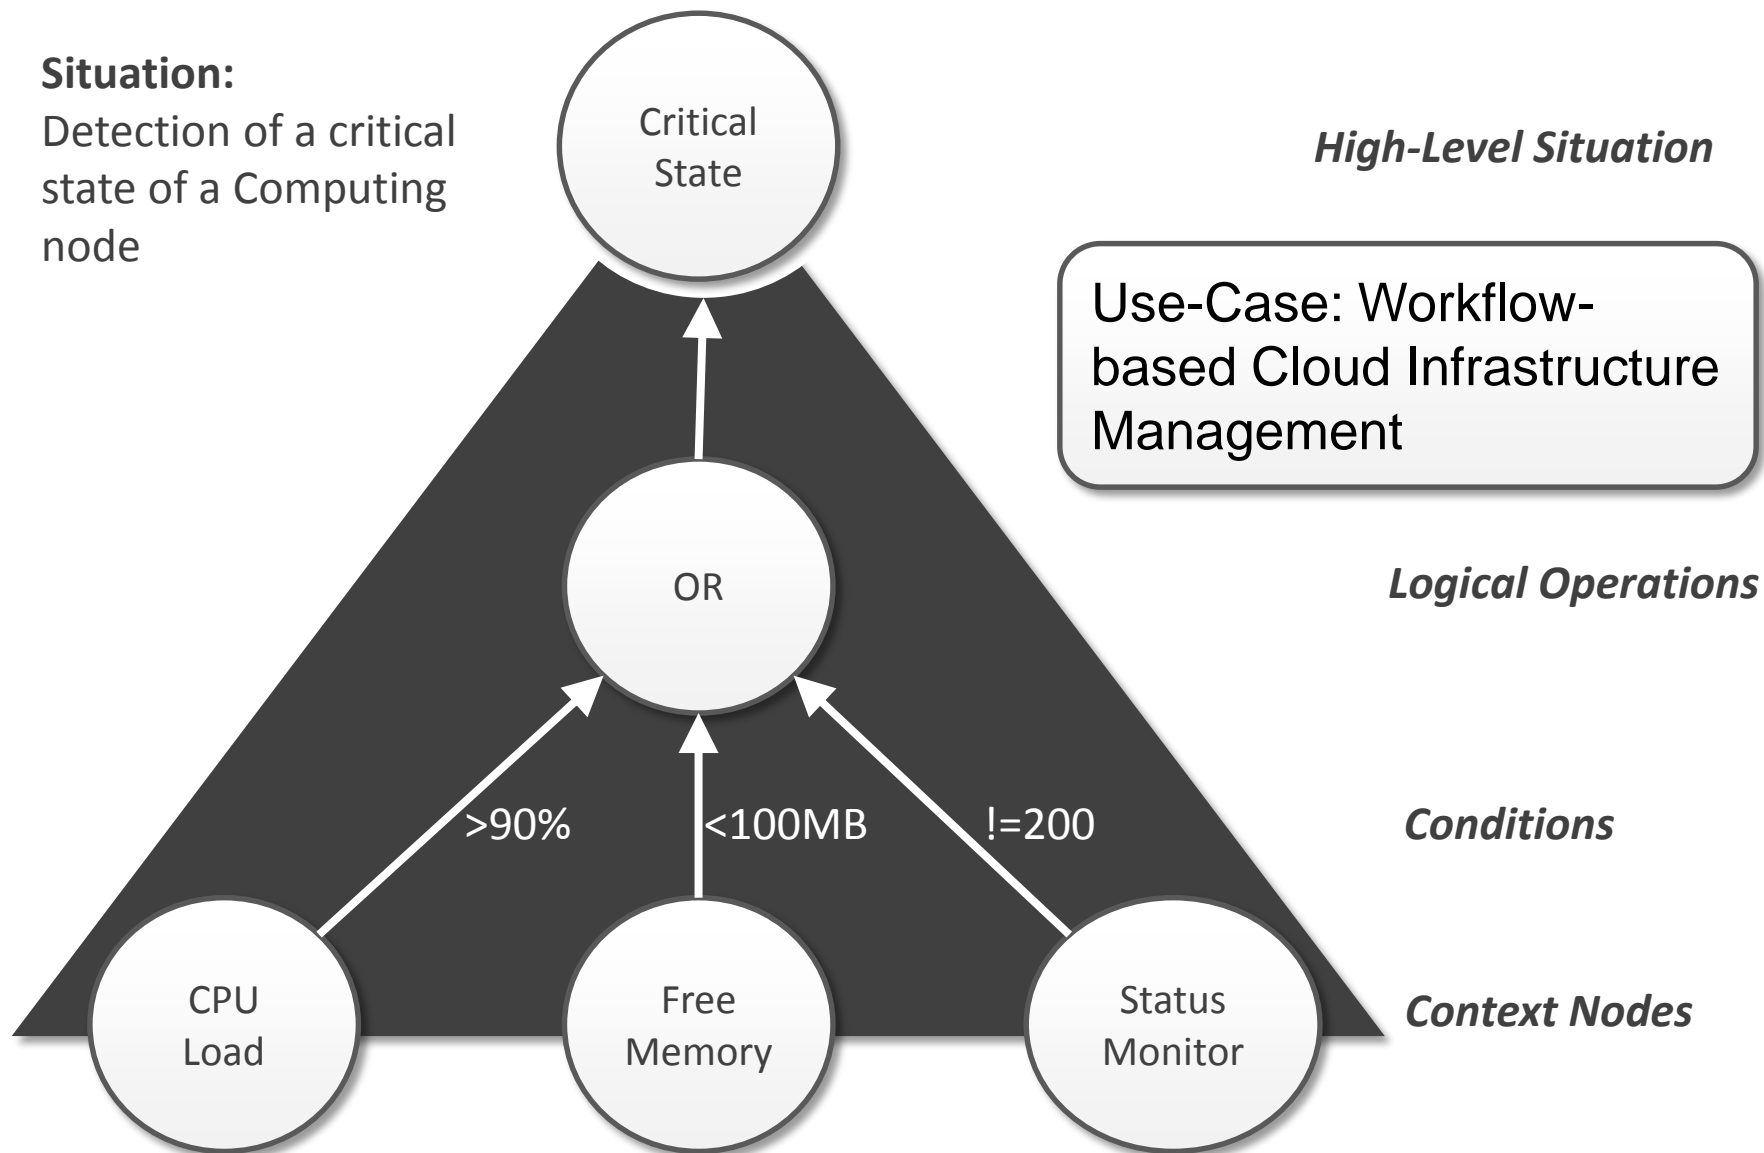 Situation:
Detection of a critical
state of a Computing
node
Critical
State
High-Level Situation
Use-Case: Workflow-
based Cloud Infrastructure
Management
OR
Logical Operations
>90%
<100MB
!=200
Conditions
CPU
Load
Free
Memory
Status
Monitor
Context Nodes